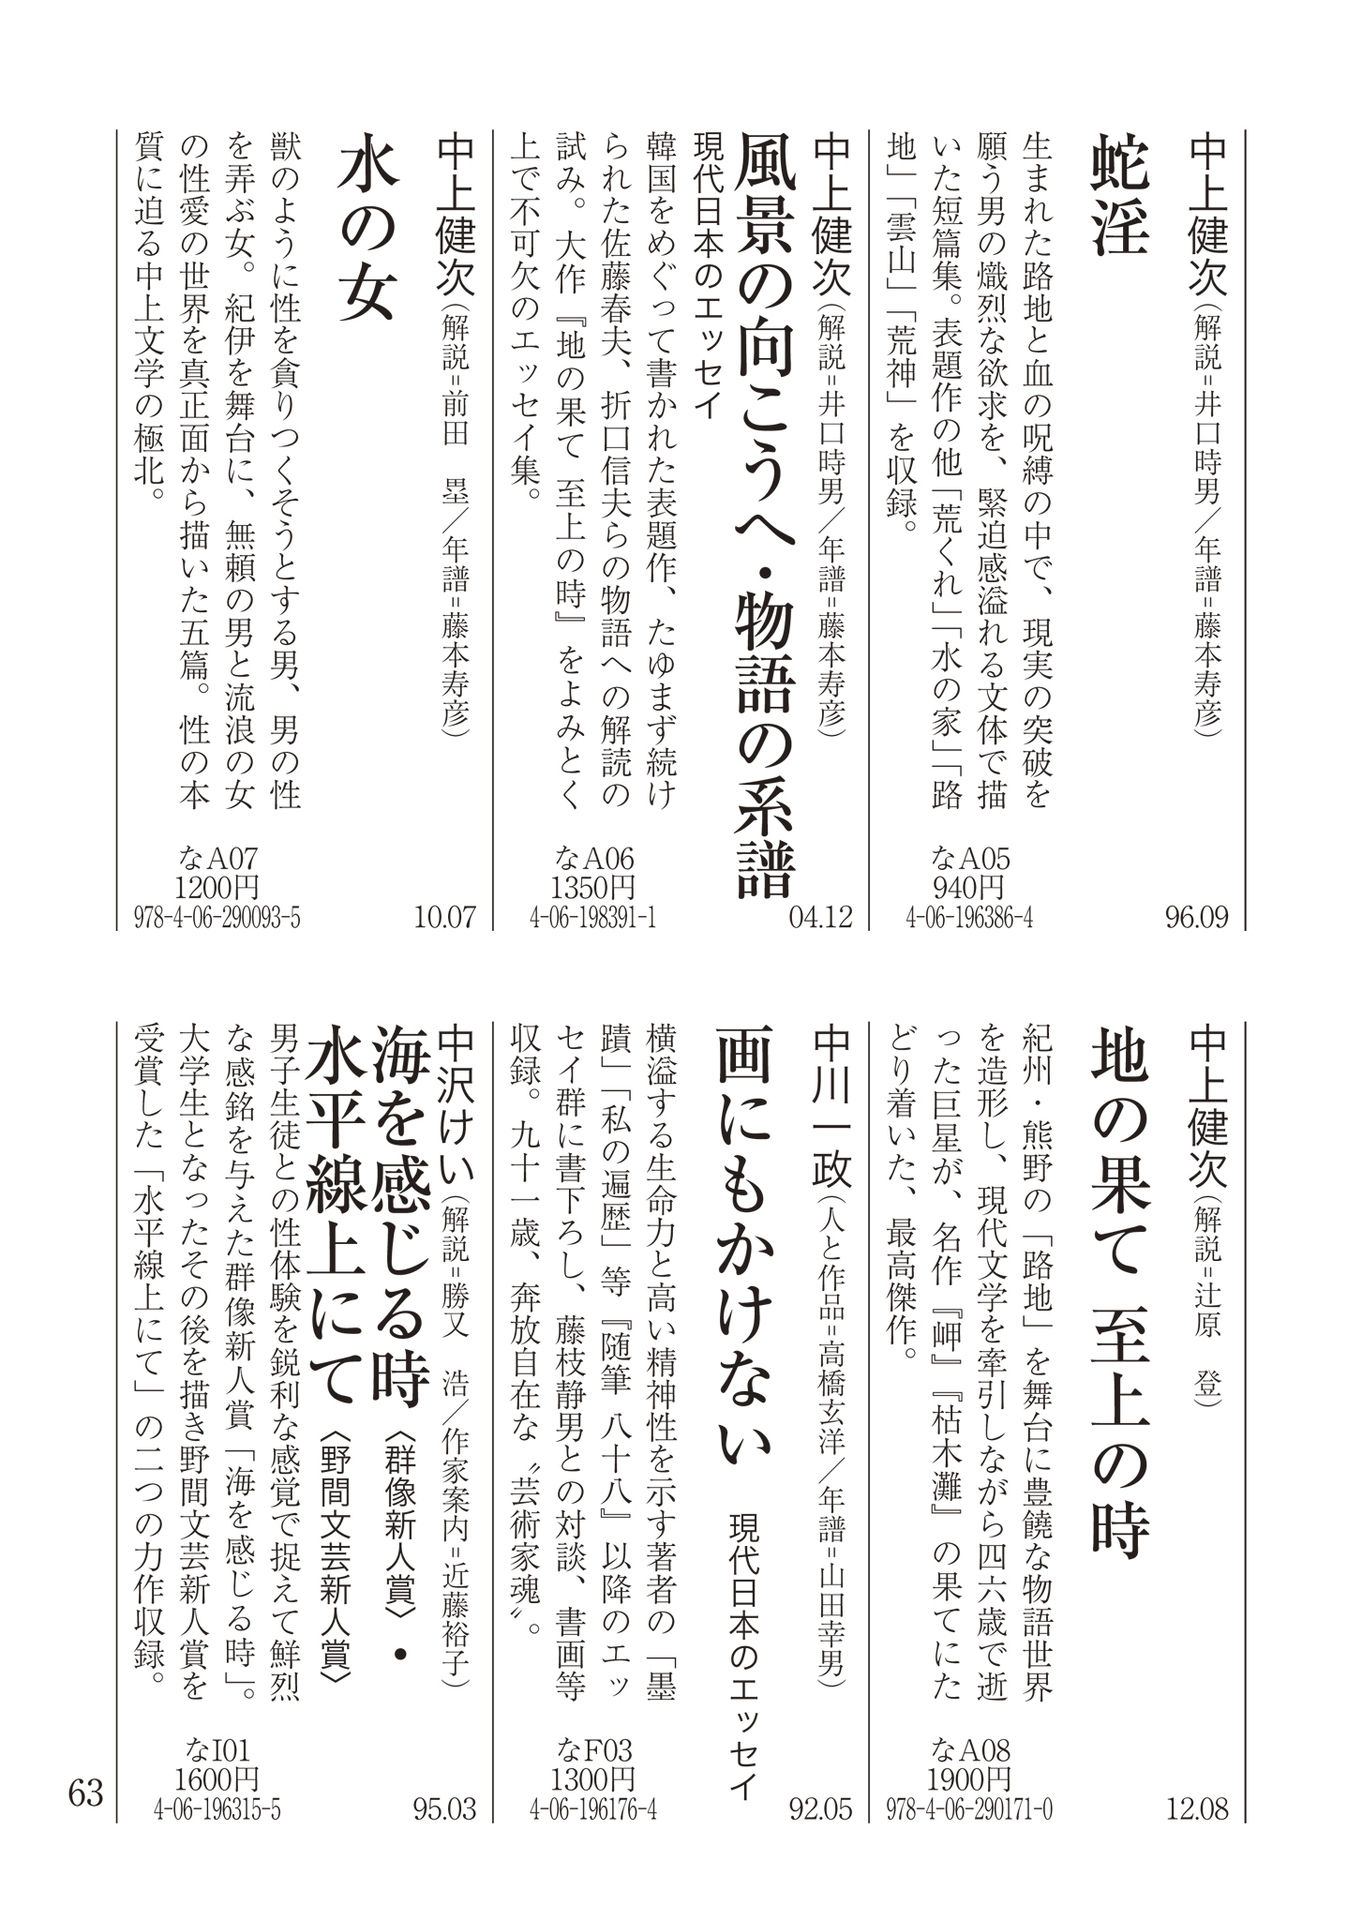 中上健次(解説=井口時男/年譜=藤本寿彦)
蛇淫
生まれた路地と血の呪縛の中で、現実の突破を
願う男の熾烈な欲求を、緊迫感溢れる文体で描
いた短篇集。表題作の他「荒くれ」「水の家」「路
地」「雲山」「荒神」を収録。
なA05
940円
4-06-196386-4
96.09
中上健次(解説=井口時男/年譜=藤本寿彦)
風景の向こうへ・物語の系譜
現代日本のエッセイ
韓国をめぐって書かれた表題作、たゆまず続け
られた佐藤春夫、折口信夫らの物語への解読の
試み。大作『地の果て 至上の時』をよみとく
上で不可欠のエッセイ集。
なA06
1350円
4-06-198391-1
04.12
中上健次(解説=前田 塁/年譜=藤本寿彦)
水の女
獣のように性を貪りつくそうとする男、男の性
を弄ぶ女。紀伊を舞台に、無頼の男と流浪の女
の性愛の世界を真正面から描いた五篇。性の本
質に迫る中上文学の極北。
なA07
1200円
978-4-06-290093-5
10.07
中上健次(解説=辻原 登)
地の果て 至上の時
紀州・熊野の「路地」を舞台に豊饒な物語世界
を造形し、現代文学を牽引しながら四六歳で逝
った巨星が、名作『岬』『枯木灘』の果てにた
どり着いた、最高傑作。
なA08
1900円
978-4-06-290171-0
12.08
中川一政(人と作品=高橋玄洋/年譜=山田幸男)
画にもかけない 現代日本のエッセイ
横溢する生命力と高い精神性を示す著者の「墨
蹟」「私の遍歴」等『随筆 八十八』以降のエッ
セイ群に書下ろし、藤枝静男との対談、書画等
収録。九十一歳、奔放自在な〝芸術家魂〟。
なF03
1300円
4-06-196176-4
92.05
中沢けい(解説=勝又 浩/作家案内=近藤裕子)
海を感じる時〈群像新人賞〉・
水平線上にて〈野間文芸新人賞〉
男子生徒との性体験を鋭利な感覚で捉えて鮮烈
な感銘を与えた群像新人賞「海を感じる時」。
大学生となったその後を描き野間文芸新人賞を
受賞した「水平線上にて」の二つの力作収録。
なI01
1600円
4-06-196315-5
95.03
63